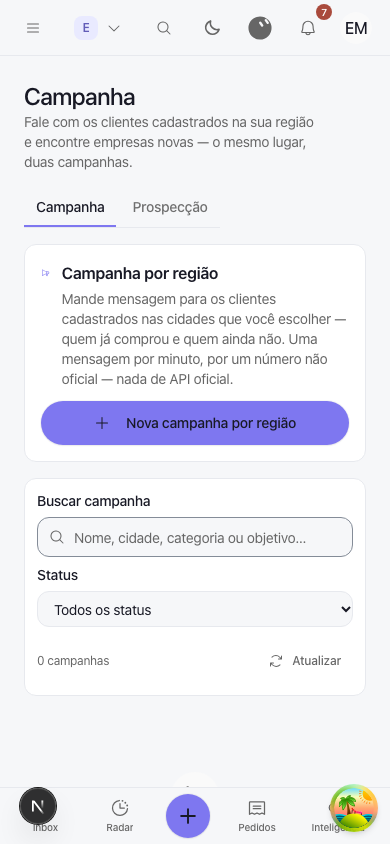 E
7
EM
Campanha
Fale com os clientes cadastrados na sua região
e encontre empresas novas — o mesmo lugar,
duas campanhas.
Campanha
Prospecção
Campanha por região
Mande mensagem para os clientes
cadastrados nas cidades que você escolher —
quem já comprou e quem ainda não. Uma
mensagem por minuto, por um número não
oficial — nada de API oficial.
Nova campanha por região
Buscar campanha
Nome, cidade, categoria ou objetivo...
Status
Todos os status
0 campanhas
Atualizar
N
Inbox
Radar
Pedidos